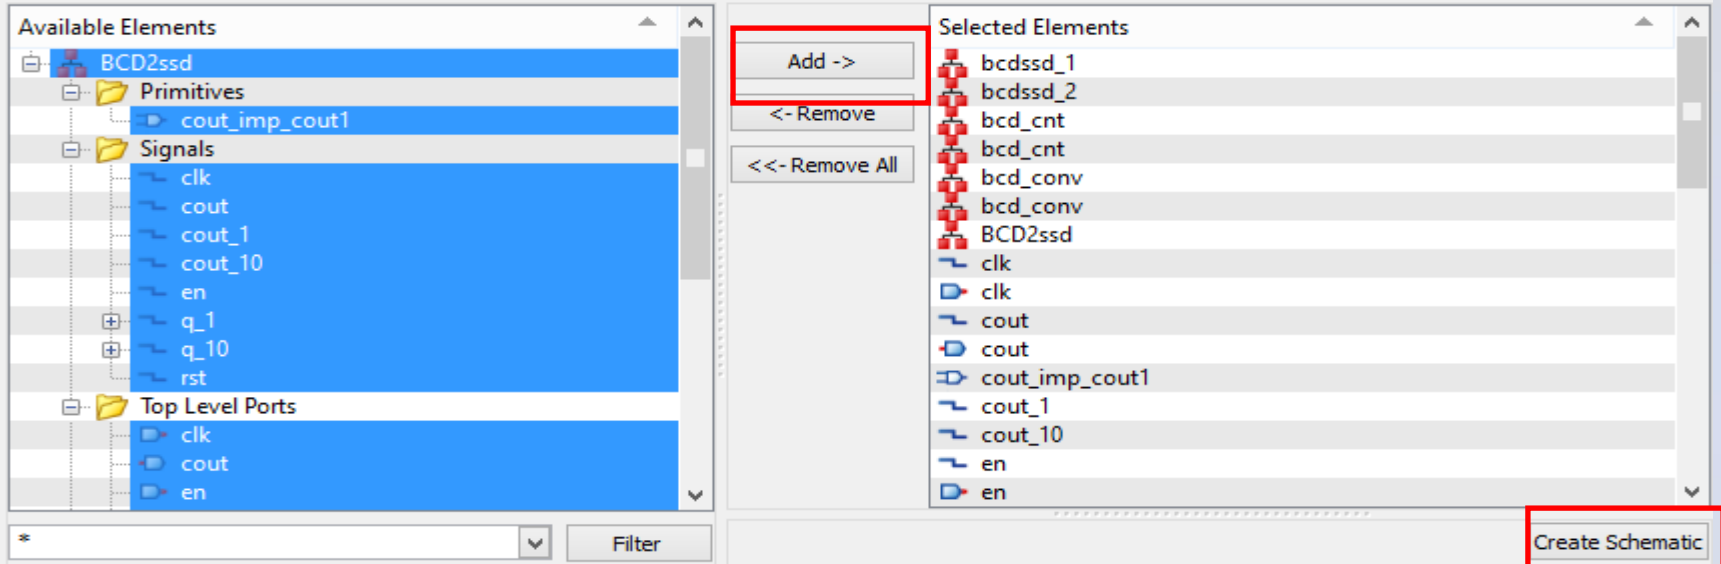 Available Elements
BCD2ssd
Primitives
cout_imp_cout1
Signals
clk
cout
cout_1
cout_10
en
q_1
q_10
rst
Top Level Ports
clk
cout
en
*
Filter
Add ->
<- Remove
<<- Remove All
Selected Elements
bcdssd_1
bcdssd_2
bcd_cnt
bcd_cnt
bcd_conv
bcd_conv
BCD2ssd
clk
clk
cout
cout
cout_imp_cout1
cout_1
cout_10
en
en
Create Schematic